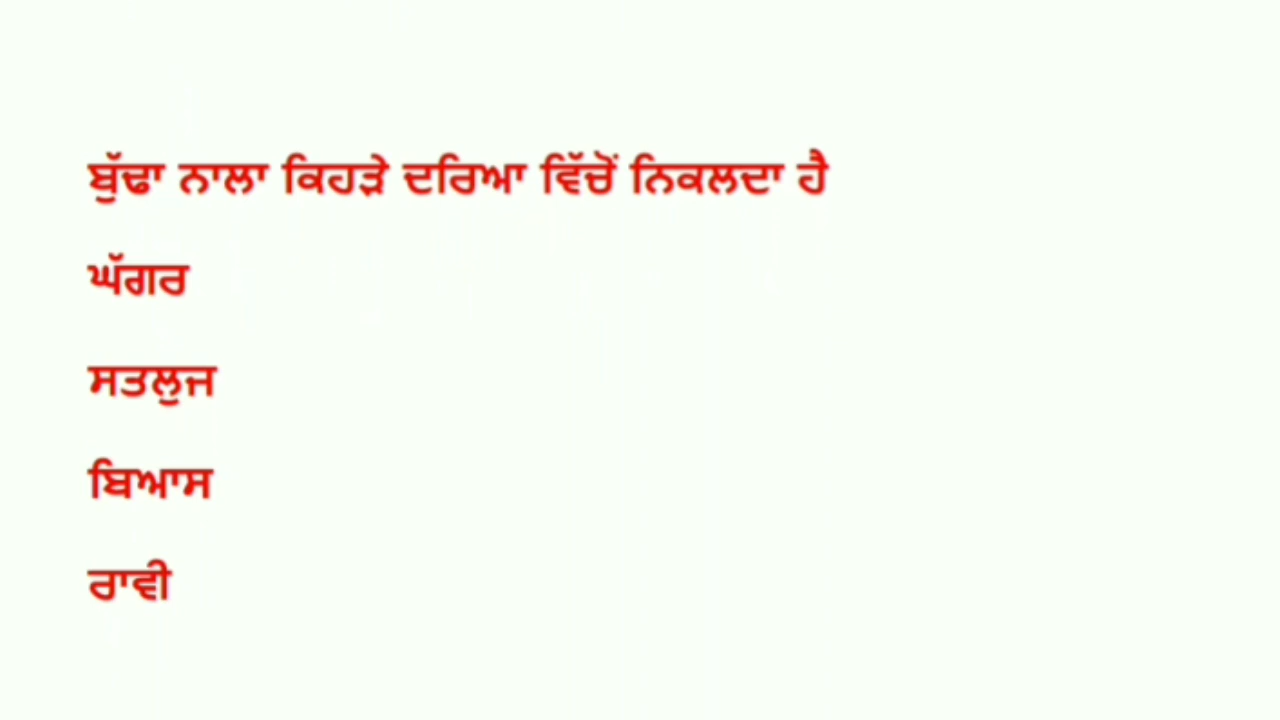 ਬੁੱਢਾ ਨਾਲਾ ਕਿਹੜੇ ਦਰਿਆ ਵਿੱਚੋਂ ਨਿਕਲਦਾ ਹੈ
ਘੱਗਰ
ਸਤਲੁਜ
ਬਿਆਸ
ਰਾਵੀ